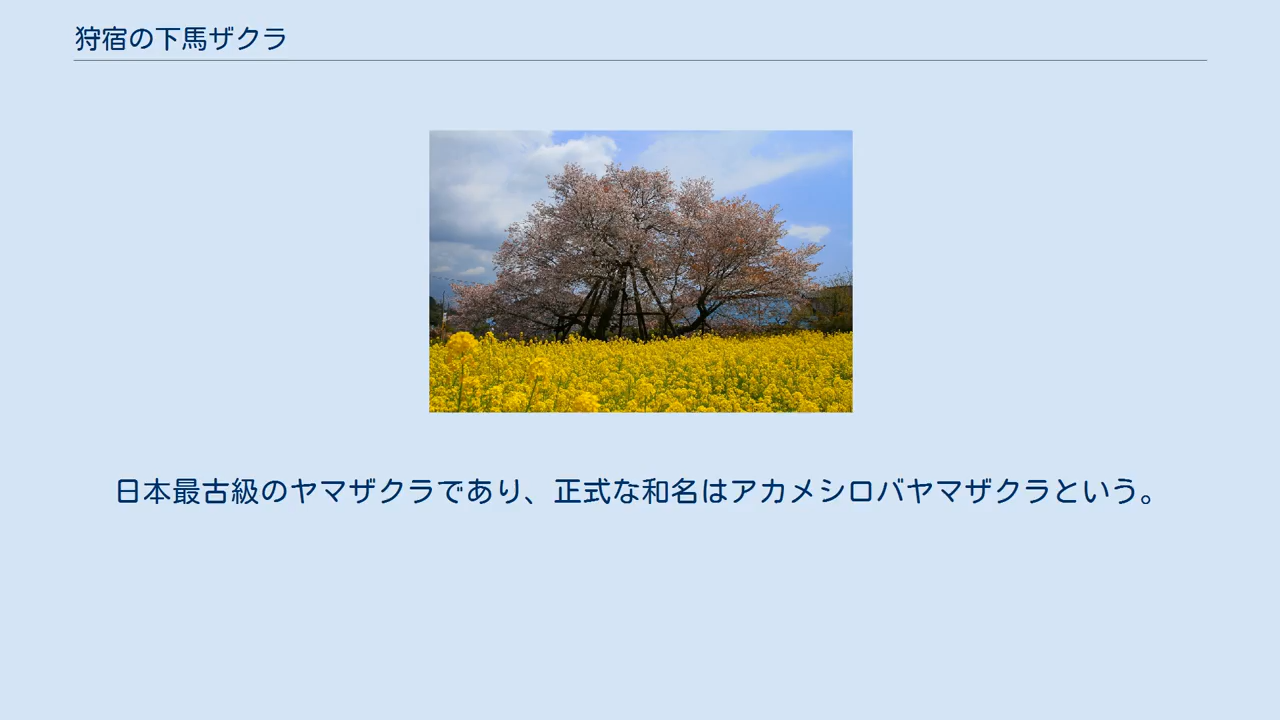 狩宿の下馬ザクラ
日本最古級のヤマザクラであり、正式な和名はアカメシロバヤマザクラという。